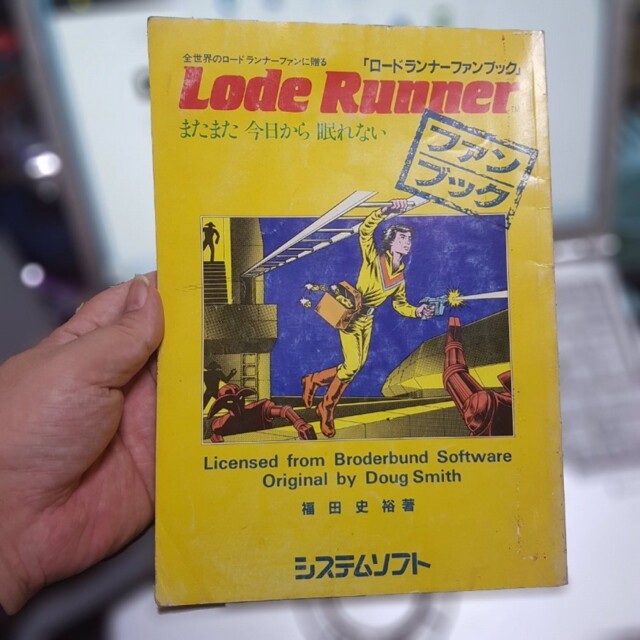 全世界のロードランナーファンに贈る
「ロードランナーファンブック」
Lode Runner™
またまた 今日から 眠れない
ファン
ブック
Licensed from Broderbund Software
Original by Doug Smith
福田史裕著
システムソフト